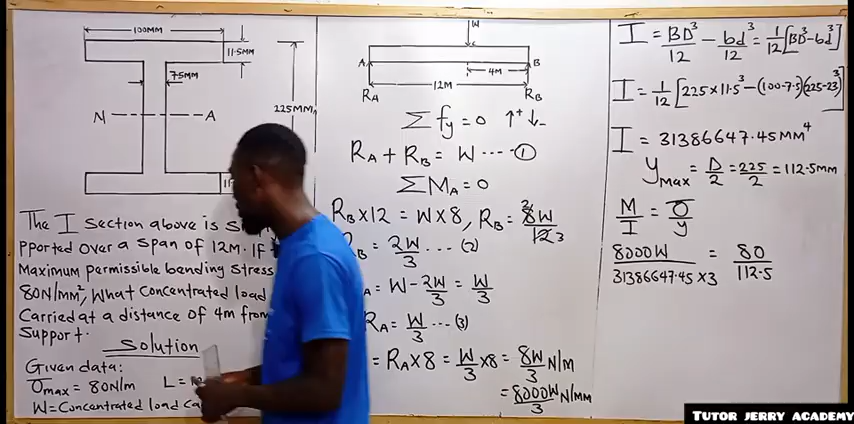 100MM
11.5MM
7.5MM
225MM
N A
The I section above is s
pported over a span of 12M. If
Maximum permissible bending stress
80N/MM², What concentrated load
Carried at a distance of 4m from
Support.
Solution
Given data:
σmax = 80N/m L =
W=Concentrated load ca
W
A C B
4M
12M
RA RB
Σfy = 0 ↑+ ↓-
RA + RB = W ---- ①
ΣMA = 0
RB x 12 = W x 8, RB = 8W/12 2 3
B = 2W/3 ... (2)
= W - 2W/3 = W/3
RA = W/3 ... (3)
= RA x 8 = W/3 x 8 = 8W/3 N/M
= 8000W/3 N/MM
I = BD³/12 - bd³/12 = 1/12[BD³-bd³]
I = 1/12[225 x 11.5³ - (100-7.5)(225-23)³]
I = 31386647.45MM⁴
ymax = D/2 = 225/2 = 112.5mm
M/I = σ/y
8000W/31386647.45 x 3 = 80/112.5
TUTOR JERRY ACADEMY